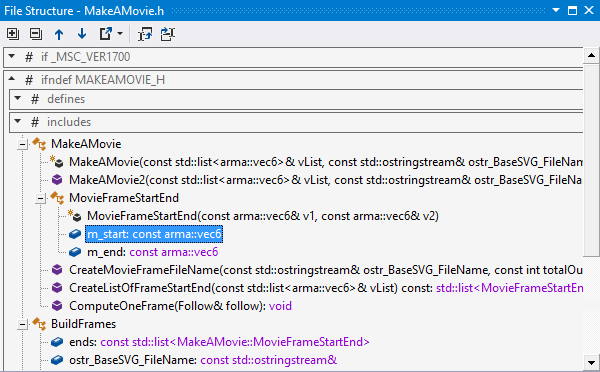 File Structure - MakeAMovie.h
# if _MSC_VER1700
# ifndef MAKEAMOVIE_H
# defines
# includes
MakeAMovie
MakeAMovie(const std::list<arma::vec6>& vList, const std::ostringstream& ostr_BaseSVG_FileName
MakeAMovie2(const std::list<arma::vec6>& vList, const std::ostringstream& ostr_BaseSVG_FileNam
MovieFrameStartEnd
MovieFrameStartEnd(const arma::vec6& v1, const arma::vec6& v2)
m_start: const arma::vec6
m_end: const arma::vec6
CreateMovieFrameFileName(const std::ostringstream& ostr_BaseSVG_FileName, const int totalOu
CreateListOfFrameStartEnd(const std::list<arma::vec6>& vList) const: std::list<MovieFrameStartEn
ComputeOneFrame(Follow& follow): void
BuildFrames
ends: const std::list<MakeAMovie::MovieFrameStartEnd>
ostr_BaseSVG_FileName: const std::ostringstream&